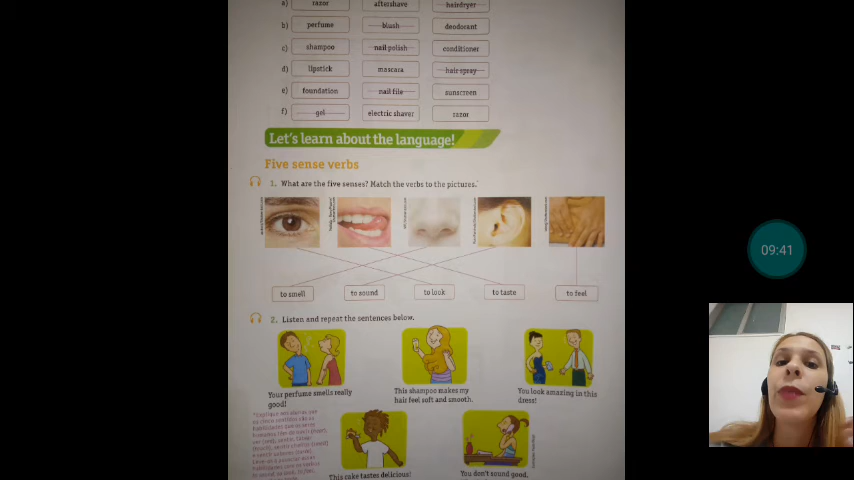 a) razor aftershave hairdryer
b) perfume blush deodorant
c) shampoo nail polish conditioner
d) lipstick mascara hair spray
e) foundation nail file sunscreen
f) gel electric shaver razor
Let's learn about the language!
Five sense verbs
1. What are the five senses? Match the verbs to the pictures.
to smell to sound to look to taste to feel
2. Listen and repeat the sentences below.
Your perfume smells really
good!
This shampoo makes my
hair feel soft and smooth.
You look amazing in this
dress!
This cake tastes delicious!
You don't sound good.
09:41